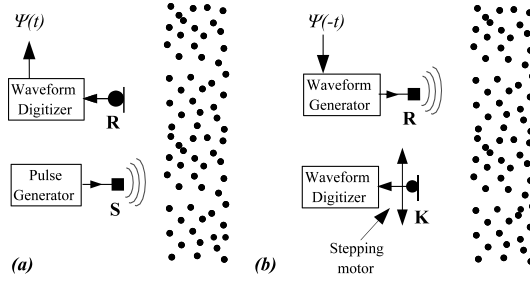 Ψ(t)
Waveform
Digitizer
R
Pulse
Generator
S
(a)
Ψ(-t)
Waveform
Generator
R
Waveform
Digitizer
K
Stepping
motor
(b)